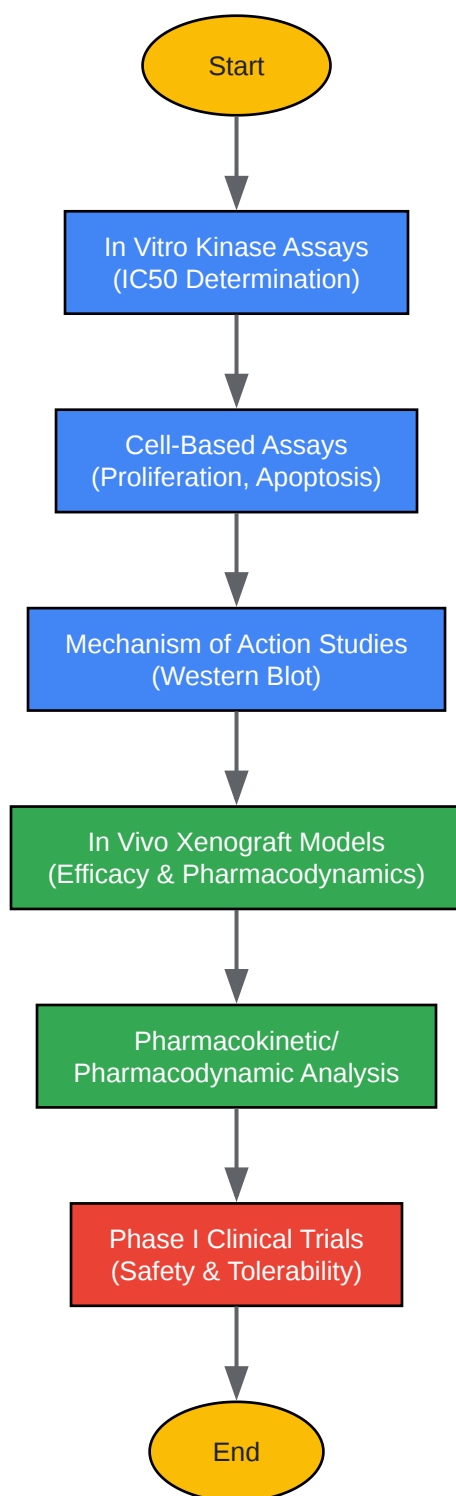 Start
In Vitro Kinase Assays
(IC50 Determination)
Cell-Based Assays
(Proliferation, Apoptosis)
Mechanism of Action Studies
(Western Blot)
In Vivo Xenograft Models
(Efficacy & Pharmacodynamics)
Pharmacokinetic/
Pharmacodynamic Analysis
Phase I Clinical Trials
(Safety & Tolerability)
End